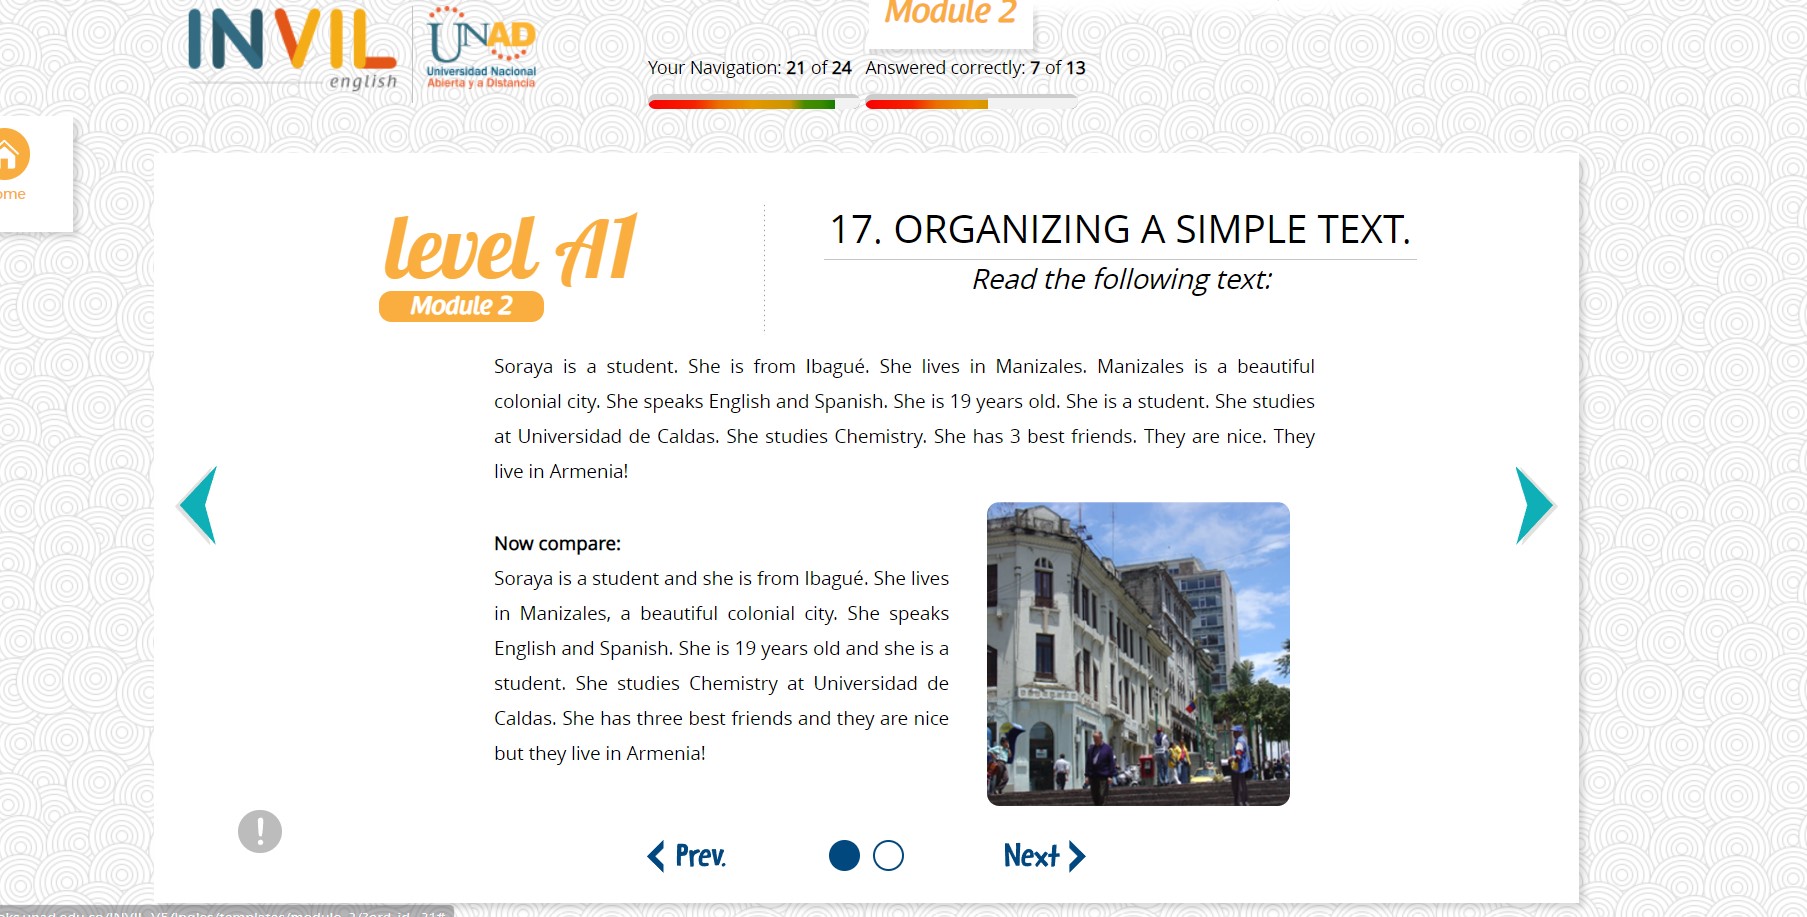 INVIL
english
UNAD
Universidad Nacional
Abierta y a Distancia
Module 2
Your Navigation: 21 of 24 Answered correctly: 7 of 13
ome
level A1
Module 2
17. ORGANIZING A SIMPLE TEXT.
Read the following text:
Soraya is a student. She is from Ibagué. She lives in Manizales. Manizales is a beautiful
colonial city. She speaks English and Spanish. She is 19 years old. She is a student. She studies
at Universidad de Caldas. She studies Chemistry. She has 3 best friends. They are nice. They
live in Armenia!
Now compare:
Soraya is a student and she is from Ibagué. She lives
in Manizales, a beautiful colonial city. She speaks
English and Spanish. She is 19 years old and she is a
student. She studies Chemistry at Universidad de
Caldas. She has three best friends and they are nice
but they live in Armenia!
!
Prev.
Next